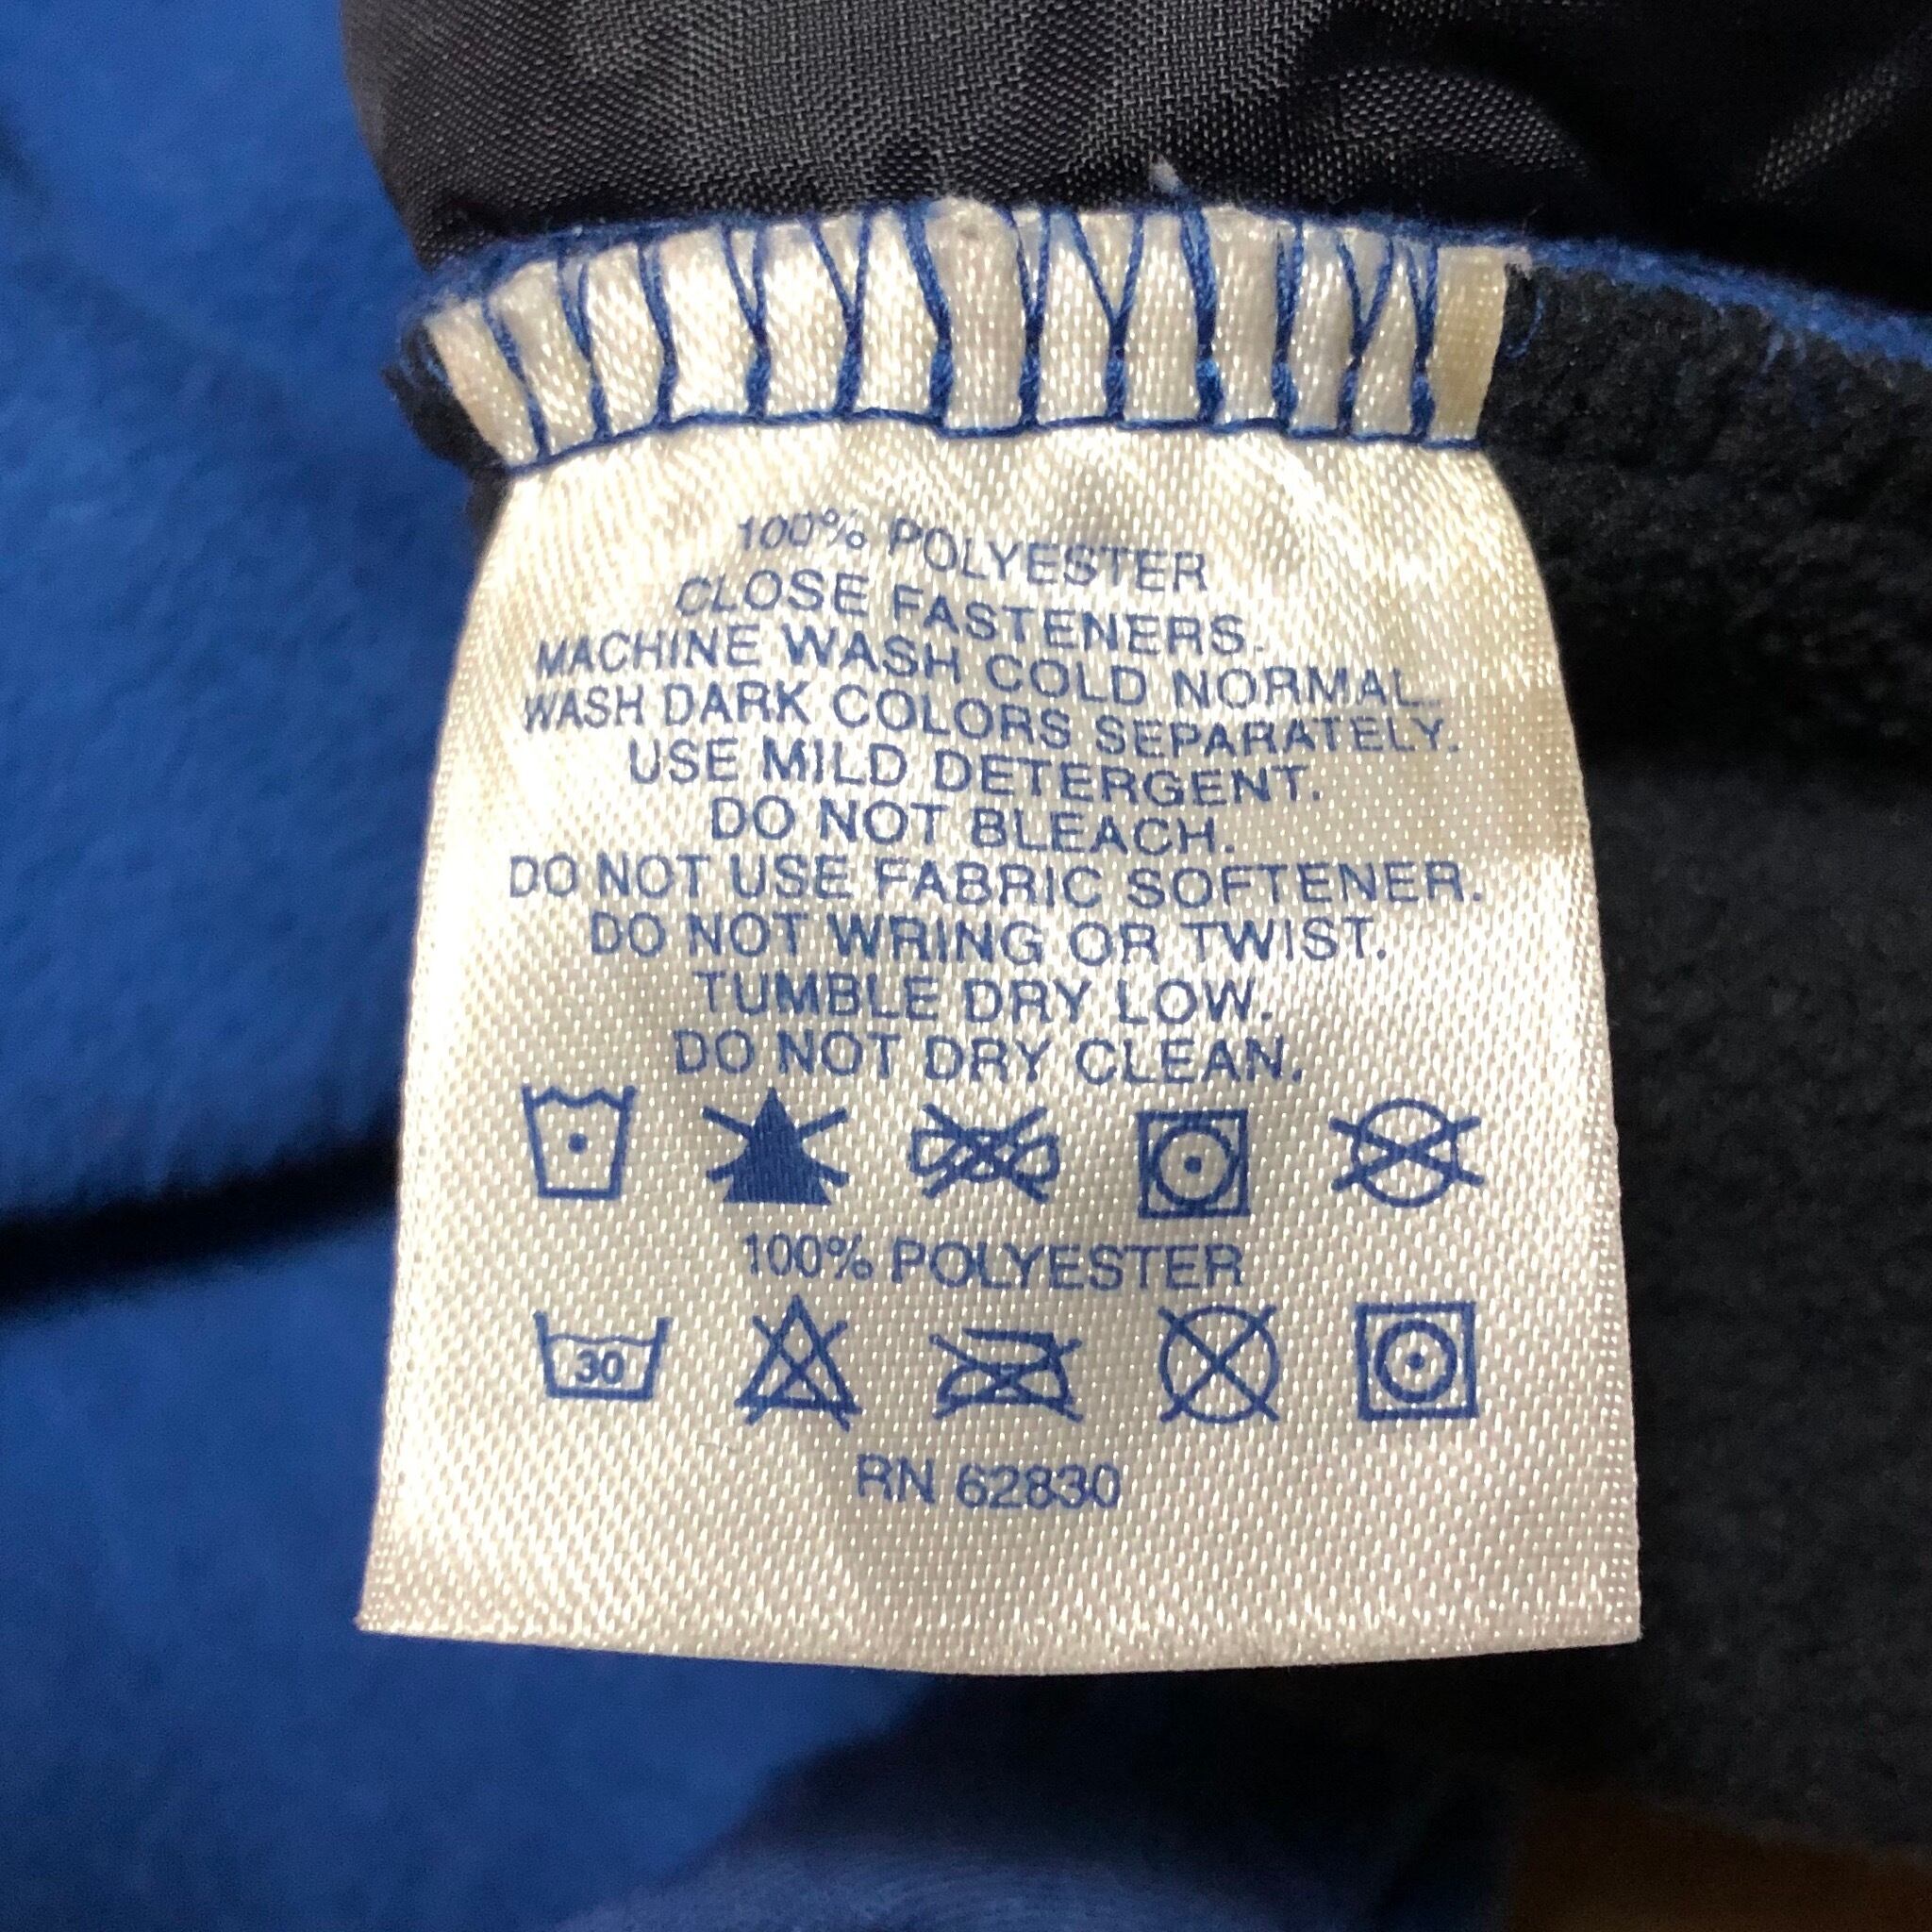 100% POLYESTER
CLOSE FASTENERS.
MACHINE WASH COLD NORMAL.
WASH DARK COLORS SEPARATELY.
USE MILD DETERGENT.
DO NOT BLEACH.
DO NOT USE FABRIC SOFTENER.
DO NOT WRING OR TWIST.
TUMBLE DRY LOW.
DO NOT DRY CLEAN.
100% POLYESTER
30
RN 62830